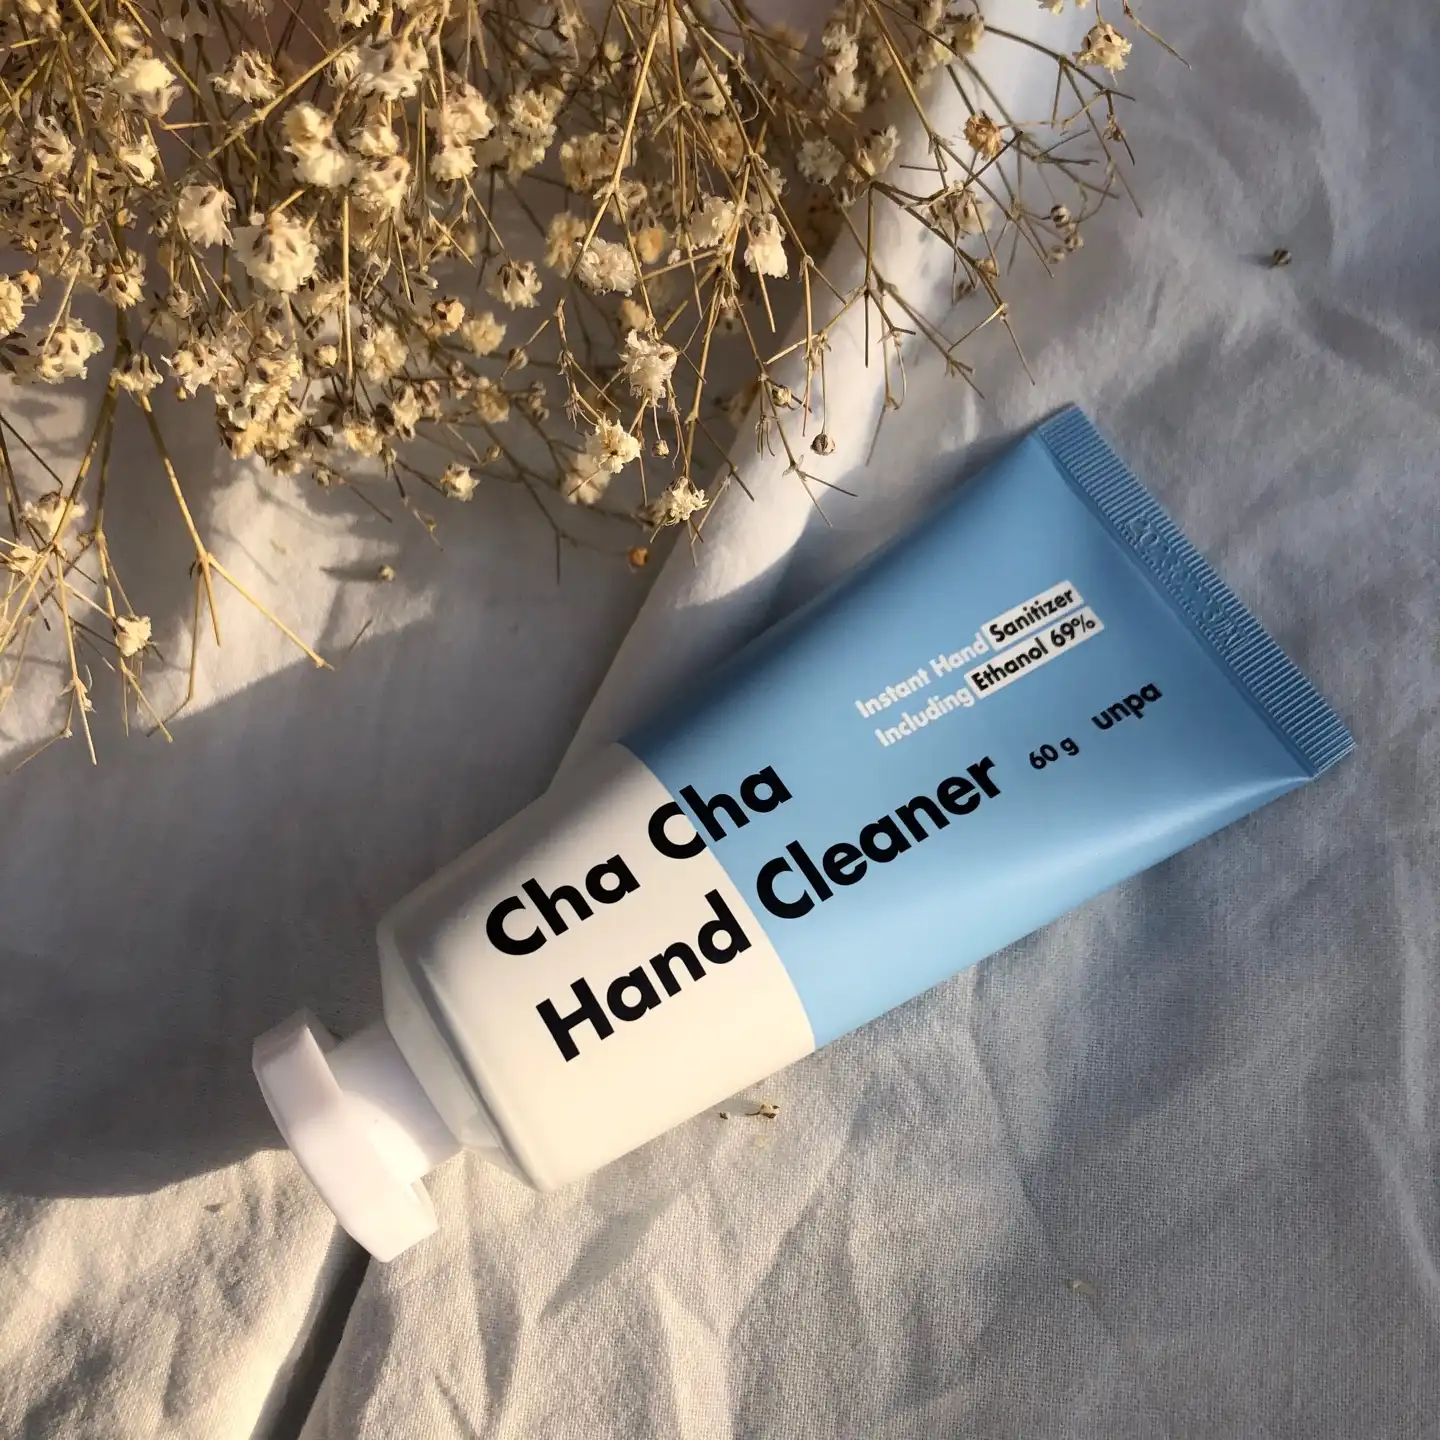 Instant Hand Sanitizer
Including Ethanol 69%
Cha Cha
Hand Cleaner
60 g unpa